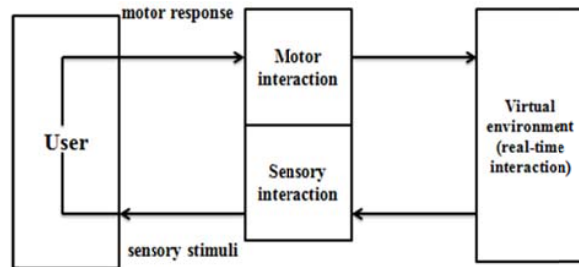 motor response
Motor
interaction
User
Virtual
environment
(real-time
interaction)
Sensory
interaction
sensory stimuli